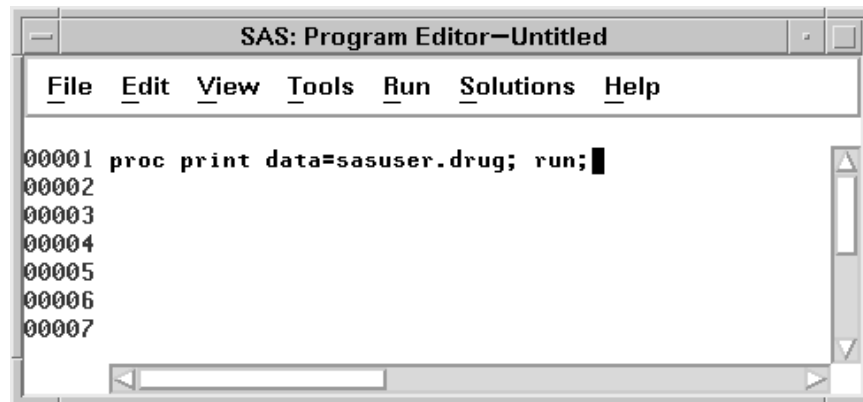 SAS: Program Editor—Untitled
File Edit View Tools Run Solutions Help
00001 proc print data=sasuser.drug; run;
00002
00003
00004
00005
00006
00007